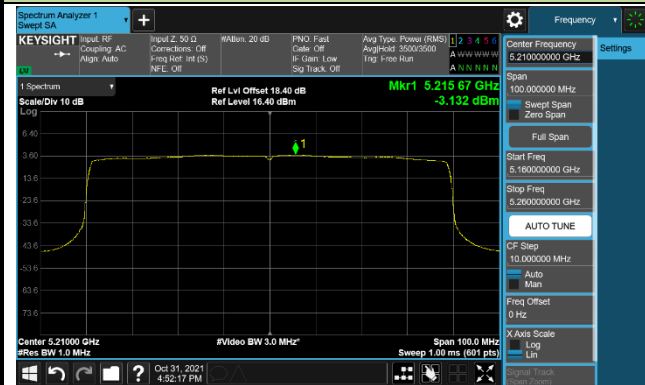 Spectrum Analyzer 1
Swept SA
Frequency
KEYSIGHT
Input: RF
Coupling: AC
Align: Auto
Input Z: 50 Ω
Corrections: Off
Freq Ref: Int (S)
NFE: Off
#Atten: 20 dB
PNO: Fast
Gate: Off
IF Gain: Low
Sig Track: Off
Avg Type: Power (RMS)
Avg|Hold: 3500/3500
Trig: Free Run
1 2 3 4 5 6
A W W W W W
A N N N N N
1 Spectrum
Scale/Div 10 dB
Ref Lvl Offset 18.40 dB
Ref Level 16.40 dBm
Mkr1 5.215 67 GHz
-3.132 dBm
Log
6.40
-3.60
-13.6
-23.6
-33.6
-43.6
-53.6
-63.6
-73.6
1
Center 5.21000 GHz
#Res BW 1.0 MHz
#Video BW 3.0 MHz*
Span 100.0 MHz
Sweep 1.00 ms (601 pts)
Oct 31, 2021
4:52:17 PM
Center Frequency
5.210000000 GHz
Span
100.000000 MHz
Swept Span
Zero Span
Full Span
Start Freq
5.160000000 GHz
Stop Freq
5.260000000 GHz
AUTO TUNE
CF Step
10.000000 MHz
Auto
Man
Freq Offset
0 Hz
X Axis Scale
Log
Lin
Signal Track
(Span Zoom)
Settings